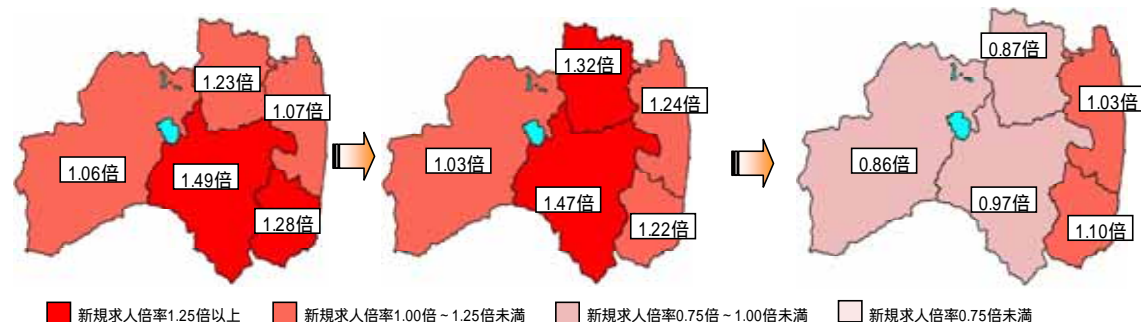 1.23倍
1.07倍
1.06倍
1.49倍
1.28倍
1.32倍
1.24倍
1.03倍
1.47倍
1.22倍
0.87倍
1.03倍
0.86倍
0.97倍
1.10倍
新規求人倍率1.25倍以上
新規求人倍率1.00倍~1.25倍未満
新規求人倍率0.75倍~1.00倍未満
新規求人倍率0.75倍未満